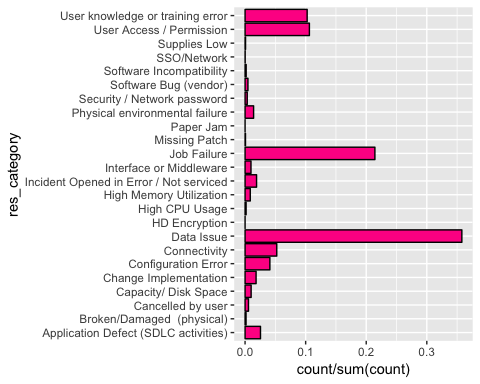 User knowledge or training error
User Access / Permission
Supplies Low
SSO/Network
Software Incompatibility
Software Bug (vendor)
Security / Network password
Physical environmental failure
Paper Jam
Missing Patch
Job Failure
Interface or Middleware
Incident Opened in Error / Not serviced
High Memory Utilization
High CPU Usage
HD Encryption
Data Issue
Connectivity
Configuration Error
Change Implementation
Capacity/ Disk Space
Cancelled by user
Broken/Damaged  (physical)
Application Defect (SDLC activities)
res_category
0.0 0.1 0.2 0.3
count/sum(count)